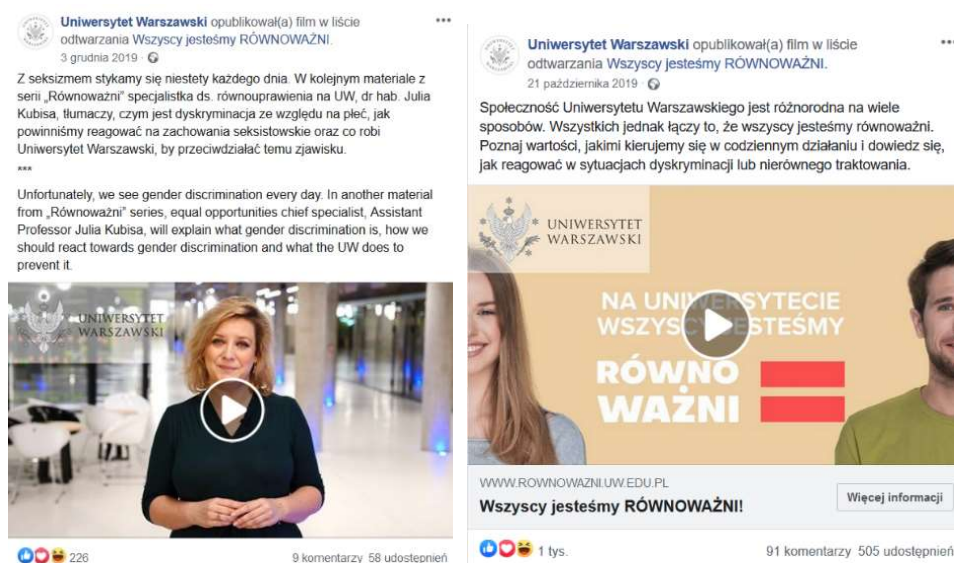 Uniwersytet Warszawski opublikował(a) film w liście
odtwarzania Wszyscy jesteśmy RÓWNOWAŻNI.
3 grudnia 2019
Z seksizmem stykamy się niestety każdego dnia. W kolejnym materiale z
serii „Równoważni” specjalistka ds. równouprawienia na UW, dr hab. Julia
Kubisa, tłumaczy, czym jest dyskryminacja ze względu na płeć, jak
powinniśmy reagować na zachowania seksistowskie oraz co robi
Uniwersytet Warszawski, by przeciwdziałać temu zjawisku.
***
Unfortunately, we see gender discrimination every day. In another material
from „Równoważni” series, equal opportunities chief specialist, Assistant
Professor Julia Kubisa, will explain what gender discrimination is, how we
should react towards gender discrimination and what the UW does to
prevent it.
UNIWERSYTET
WARSZAWSKI
226
9 komentarzy 58 udostępnień
Uniwersytet Warszawski opublikował(a) film w liście
odtwarzania Wszyscy jesteśmy RÓWNOWAŻNI.
21 października 2019
Społeczność Uniwersytetu Warszawskiego jest różnorodna na wiele
sposobów. Wszystkich jednak łączy to, że wszyscy jesteśmy równoważni.
Poznaj wartości, jakimi kierujemy się w codziennym działaniu i dowiedz się,
jak reagować w sytuacjach dyskryminacji lub nierównego traktowania.
UNIWERSYTET
WARSZAWSKI
NA UNIWERSYTECIE
WSZYSCY JESTEŚMY
RÓWNO
WAŻNI
WWW.ROWNOWAZNI.UW.EDU.PL
Wszyscy jesteśmy RÓWNOWAŻNI!
Więcej informacji
1 tys.
91 komentarzy 505 udostępnień